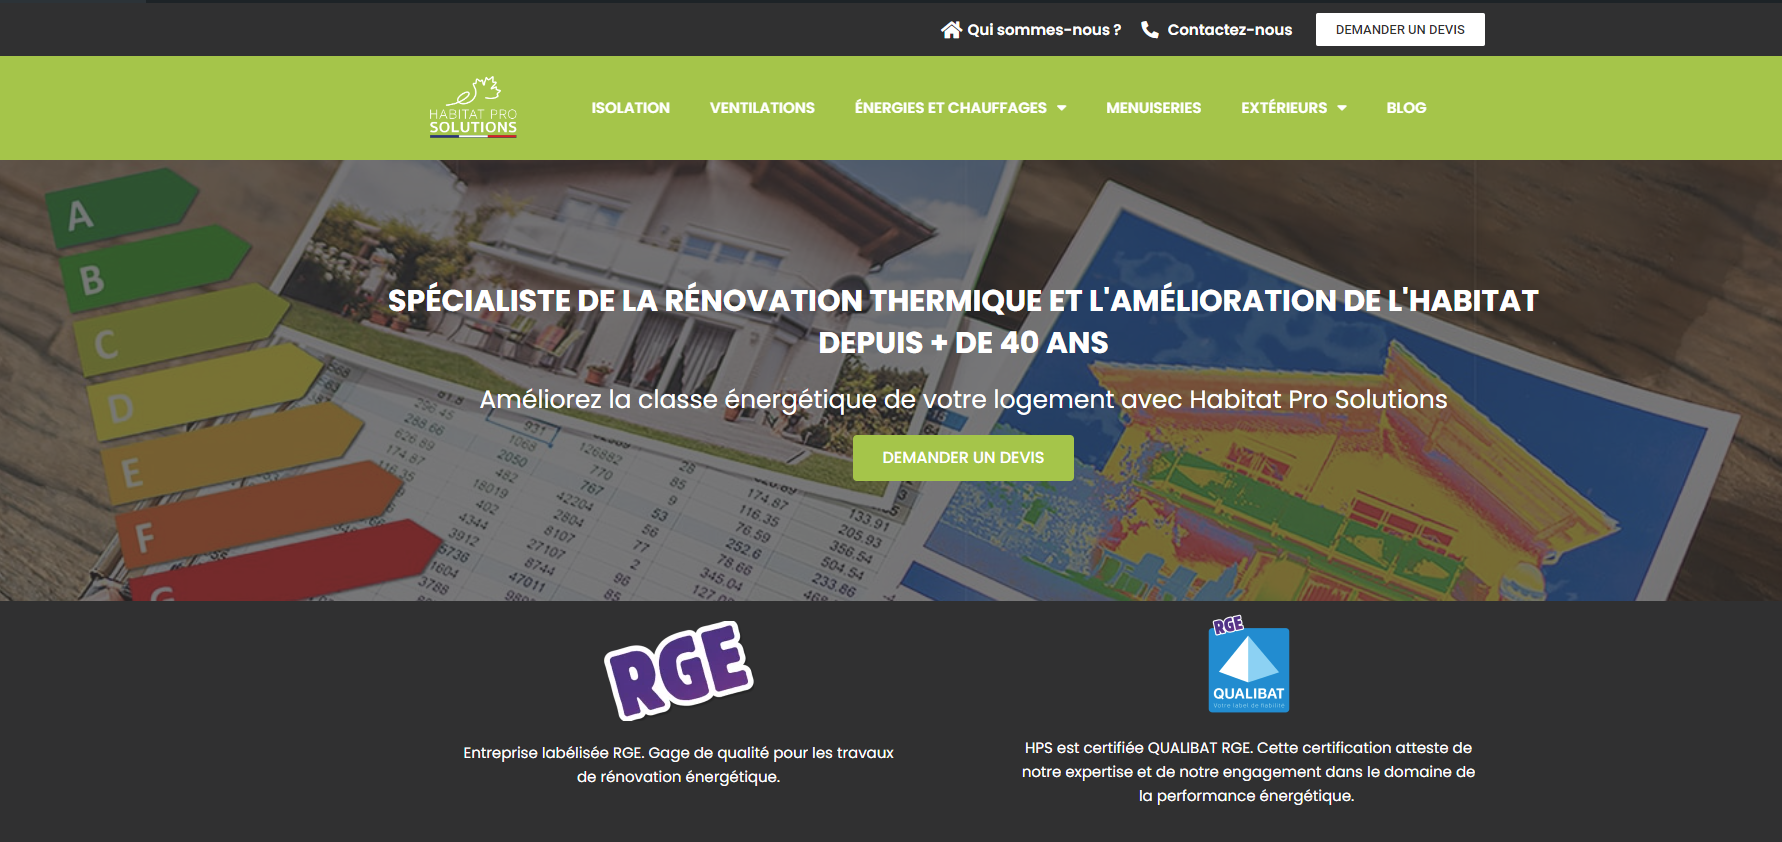 Qui sommes-nous ?
Contactez-nous
DEMANDER UN DEVIS
HABITAT PRO
SOLUTIONS
ISOLATION
VENTILATIONS
ÉNERGIES ET CHAUFFAGES
MENUISERIES
EXTÉRIEURS
BLOG
A
B
C
D
E
F
G
SPÉCIALISTE DE LA RÉNOVATION THERMIQUE ET L'AMÉLIORATION DE L'HABITAT
DEPUIS + DE 40 ANS
Améliorez la classe énergétique de votre logement avec Habitat Pro Solutions
DEMANDER UN DEVIS
RGE
Entreprise labélisée RGE. Gage de qualité pour les travaux
de rénovation énergétique.
RGE
QUALIBAT
Votre label de fiabilité
HPS est certifiée QUALIBAT RGE. Cette certification atteste de
notre expertise et de notre engagement dans le domaine de
la performance énergétique.